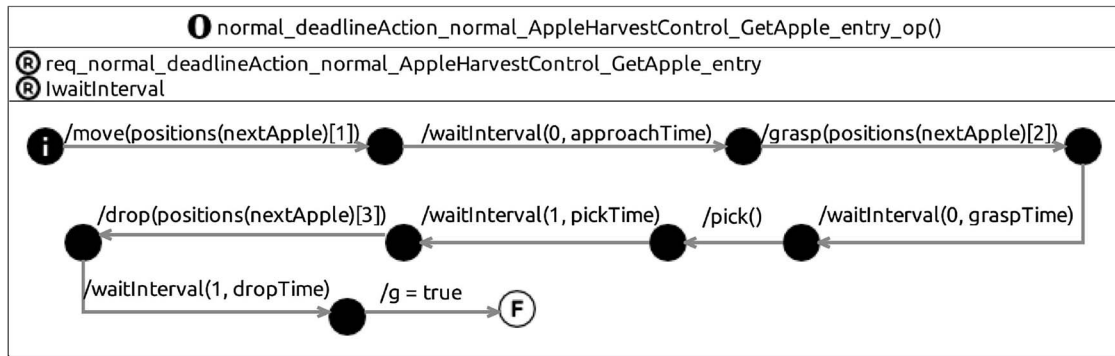 O normal_deadlineAction_normal_AppleHarvestControl_GetApple_entry_op()
R req_normal_deadlineAction_normal_AppleHarvestControl_GetApple_entry
R IwaitInterval
i /move(positions(nextApple)[1]) /waitInterval(0, approachTime) /grasp(positions(nextApple)[2])
/drop(positions(nextApple)[3]) /waitInterval(1, pickTime) /pick() /waitInterval(0, graspTime)
/waitInterval(1, dropTime) /g = true F